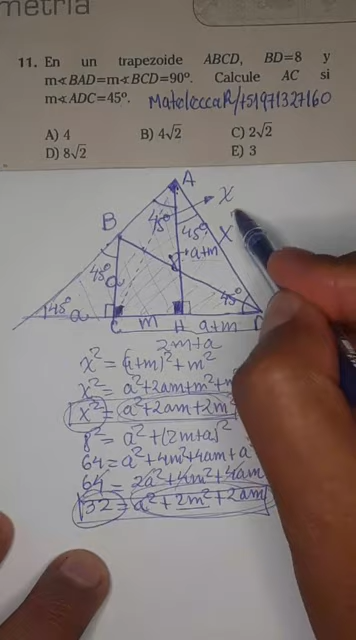 metría
11. En un trapezoide ABCD, BD=8 y
m∢BAD=m∢BCD=90°. Calcule AC si
m∢ADC=45°. MateleccaR/+51971327160
A) 4 B) 4√2 C) 2√2
D) 8√2 E) 3
A
x
45° 45° x
B
8 a+m
45° a
45° a 45°
C m H a+m
2m+a
x²=(a+m)²+m²
x²=a²+2am+m²+m
x²=a²+2am+2m²
8²=a²+(2m+a)²
64=a²+4m²+4am+a
64=2a²+4m²+4am
32=a²+2m²+2am